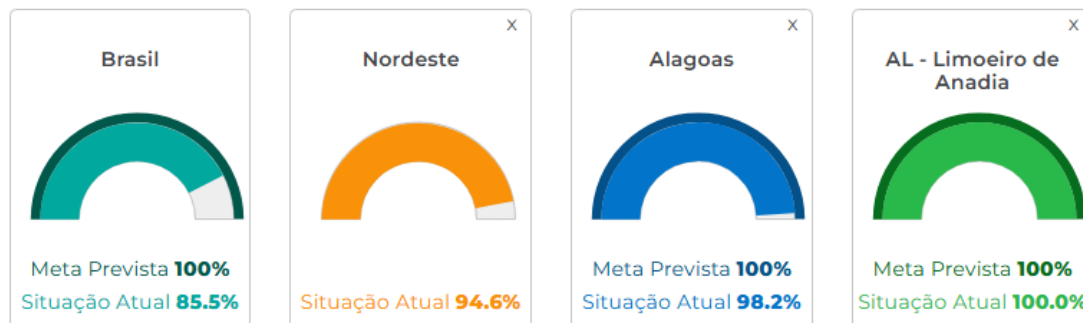 Brasil
Meta Prevista 100%
Situação Atual 85.5%
X
Nordeste
Situação Atual 94.6%
X
Alagoas
Meta Prevista 100%
Situação Atual 98.2%
X
AL - Limoeiro de
Anadia
Meta Prevista 100%
Situação Atual 100.0%